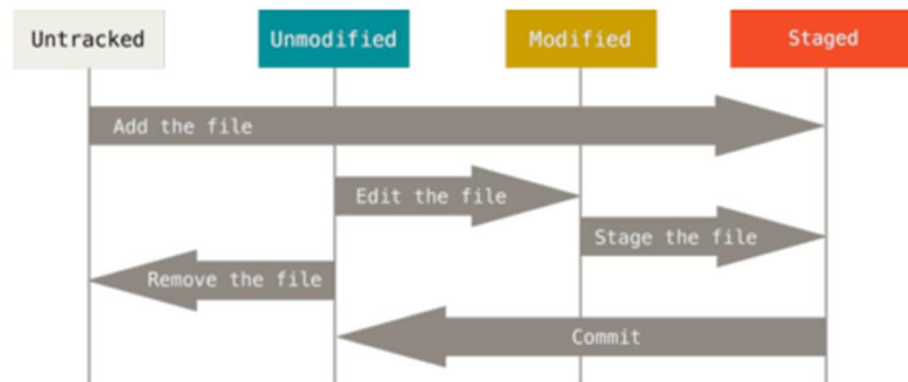 Untracked
Unmodified
Modified
Staged
Add the file
Edit the file
Stage the file
Remove the file
Commit